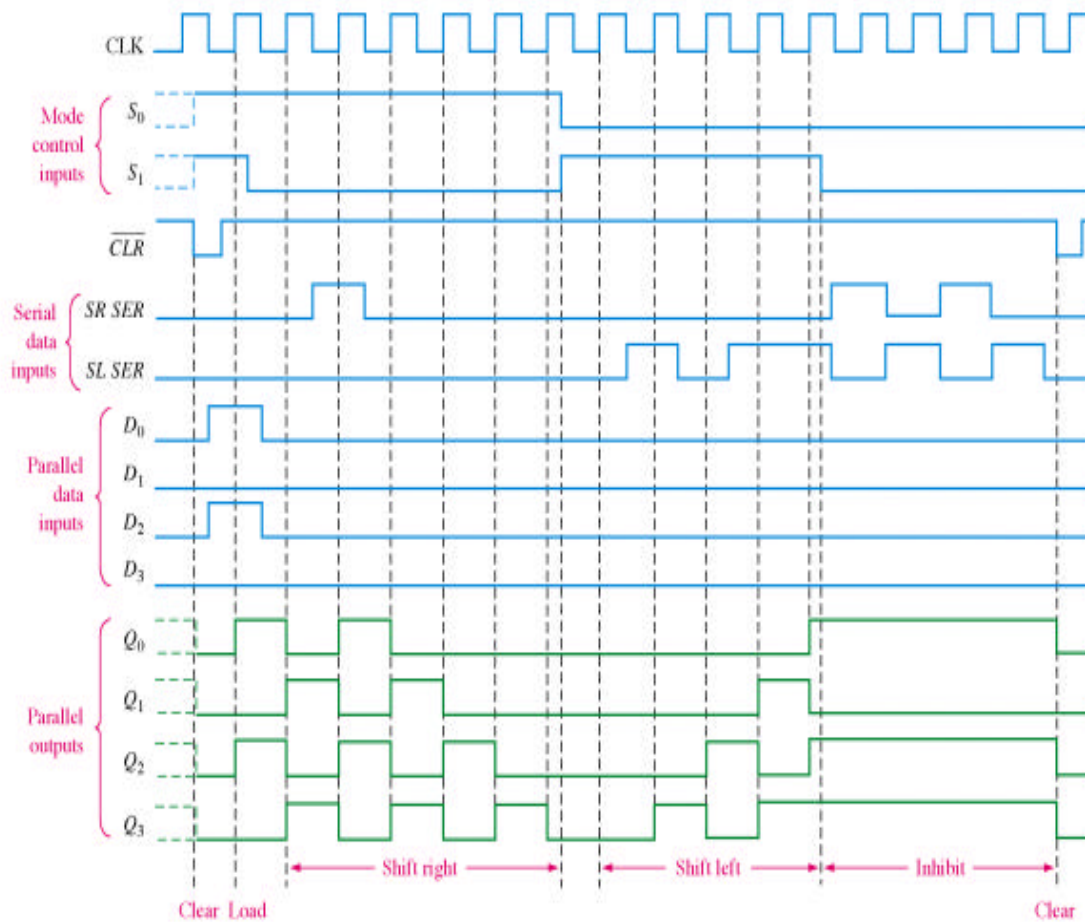 CLK
Mode
control
inputs
S₀
S₁
C̅L̅R̅
Serial
data
inputs
SR SER
SL SER
Parallel
data
inputs
D₀
D₁
D₂
D₃
Parallel
outputs
Q₀
Q₁
Q₂
Q₃
Shift right
Shift left
Inhibit
Clear Load
Clear